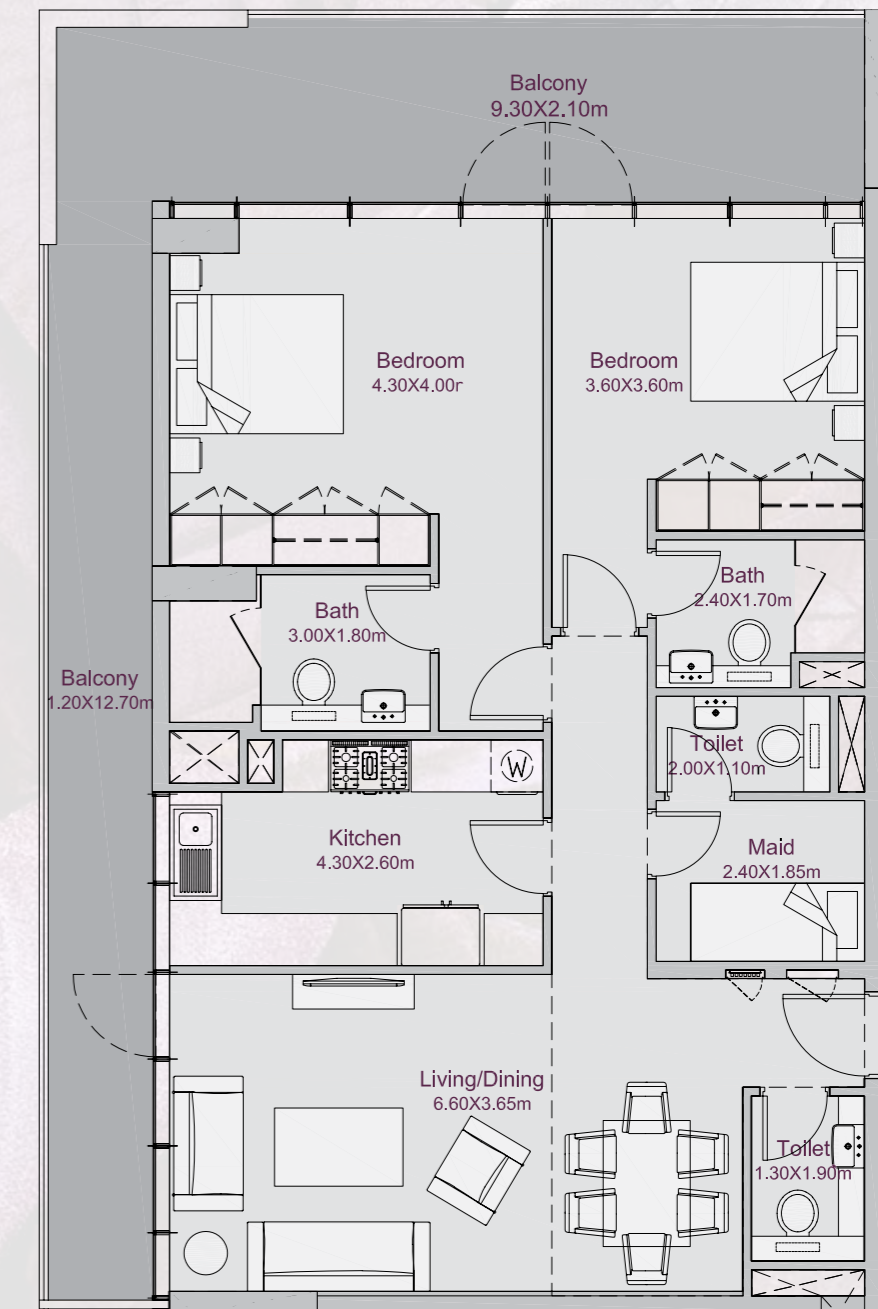 Balcony
9.30X2.10m
Bedroom
4.30X4.00r
Bedroom
3.60X3.60m
Bath
2.40X1.70m
Bath
3.00X1.80m
Balcony
1.20X12.70m
Toilet
2.00X1.10m
W
Kitchen
4.30X2.60m
Maid
2.40X1.85m
Living/Dining
6.60X3.65m
Toilet
1.30X1.90m